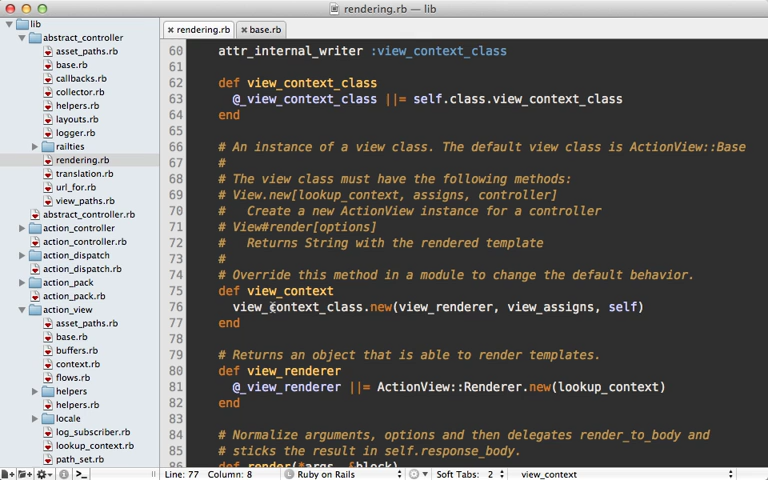 rendering.rb — lib
lib
abstract_controller
asset_paths.rb
base.rb
callbacks.rb
collector.rb
helpers.rb
layouts.rb
logger.rb
railties
rendering.rb
translation.rb
url_for.rb
view_paths.rb
abstract_controller.rb
action_controller
action_controller.rb
action_dispatch
action_dispatch.rb
action_pack
action_pack.rb
action_view
asset_paths.rb
base.rb
buffers.rb
context.rb
flows.rb
helpers
helpers.rb
locale
log_subscriber.rb
lookup_context.rb
path_set.rb
× rendering.rb × base.rb
60 attr_internal_writer :view_context_class
61
62 def view_context_class
63 @_view_context_class ||= self.class.view_context_class
64 end
65
66 # An instance of a view class. The default view class is ActionView::Base
67 #
68 # The view class must have the following methods:
69 # View.new[lookup_context, assigns, controller]
70 # Create a new ActionView instance for a controller
71 # View#render[options]
72 # Returns String with the rendered template
73 #
74 # Override this method in a module to change the default behavior.
75 def view_context
76 view_context_class.new(view_renderer, view_assigns, self)
77 end
78
79 # Returns an object that is able to render templates.
80 def view_renderer
81 @_view_renderer ||= ActionView::Renderer.new(lookup_context)
82 end
83
84 # Normalize arguments, options and then delegates render_to_body and
85 # sticks the result in self.response_body.
86 def render(*args, &block)
Line: 77 Column: 8 Ruby on Rails Soft Tabs: 2 view_context